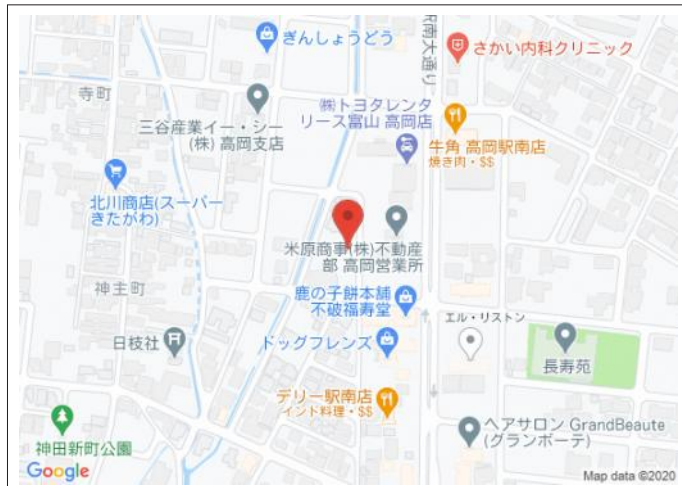 ぎんしょうどう
駅南大通り
さかい内科クリニック
寺町
三谷産業イー・シー
(株) 高岡支店
㈱トヨタレンタ
リース富山 高岡店
牛角 高岡駅南店
焼き肉・$$
北川商店(スーパー
きたがわ)
米原商事(株)不動産
部 高岡営業所
神主町
鹿の子餅本舗
不破福寿堂
エル・リストン
日枝社
ドッグフレンズ
長寿苑
デリー駅南店
インド料理・$$
ヘアサロン GrandBeaute
(グランボーテ)
神田新町公園
Google
Map data ©2020